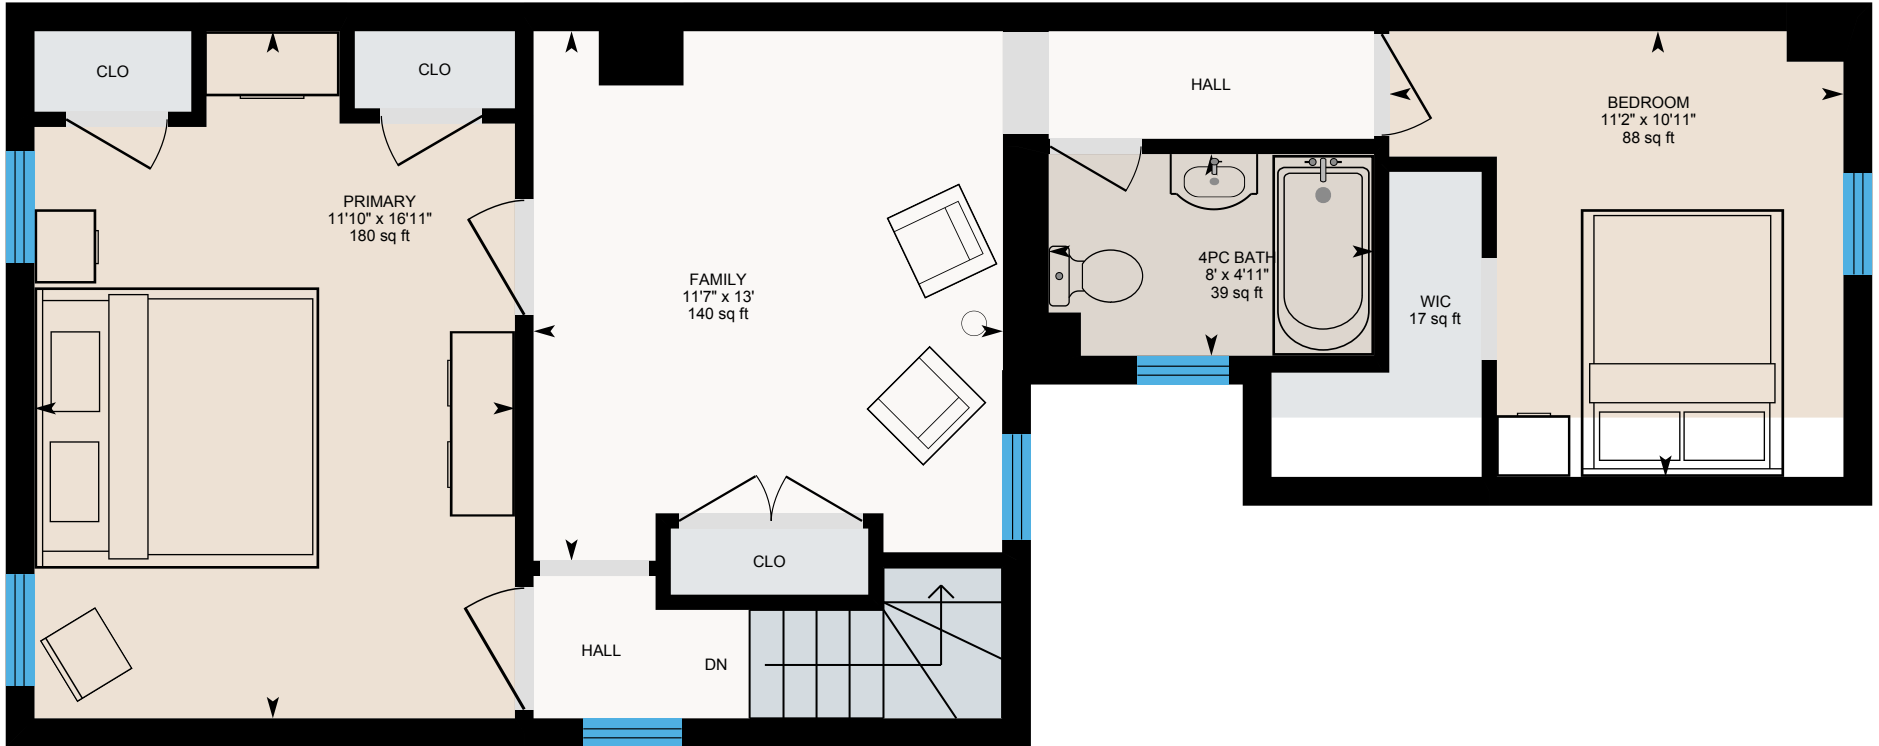 CLO
CLO
PRIMARY
11'10" x 16'11"
180 sq ft
FAMILY
11'7" x 13'
140 sq ft
HALL
BEDROOM
11'2" x 10'11"
88 sq ft
4PC BATH
8' x 4'11"
39 sq ft
WIC
17 sq ft
CLO
HALL
DN